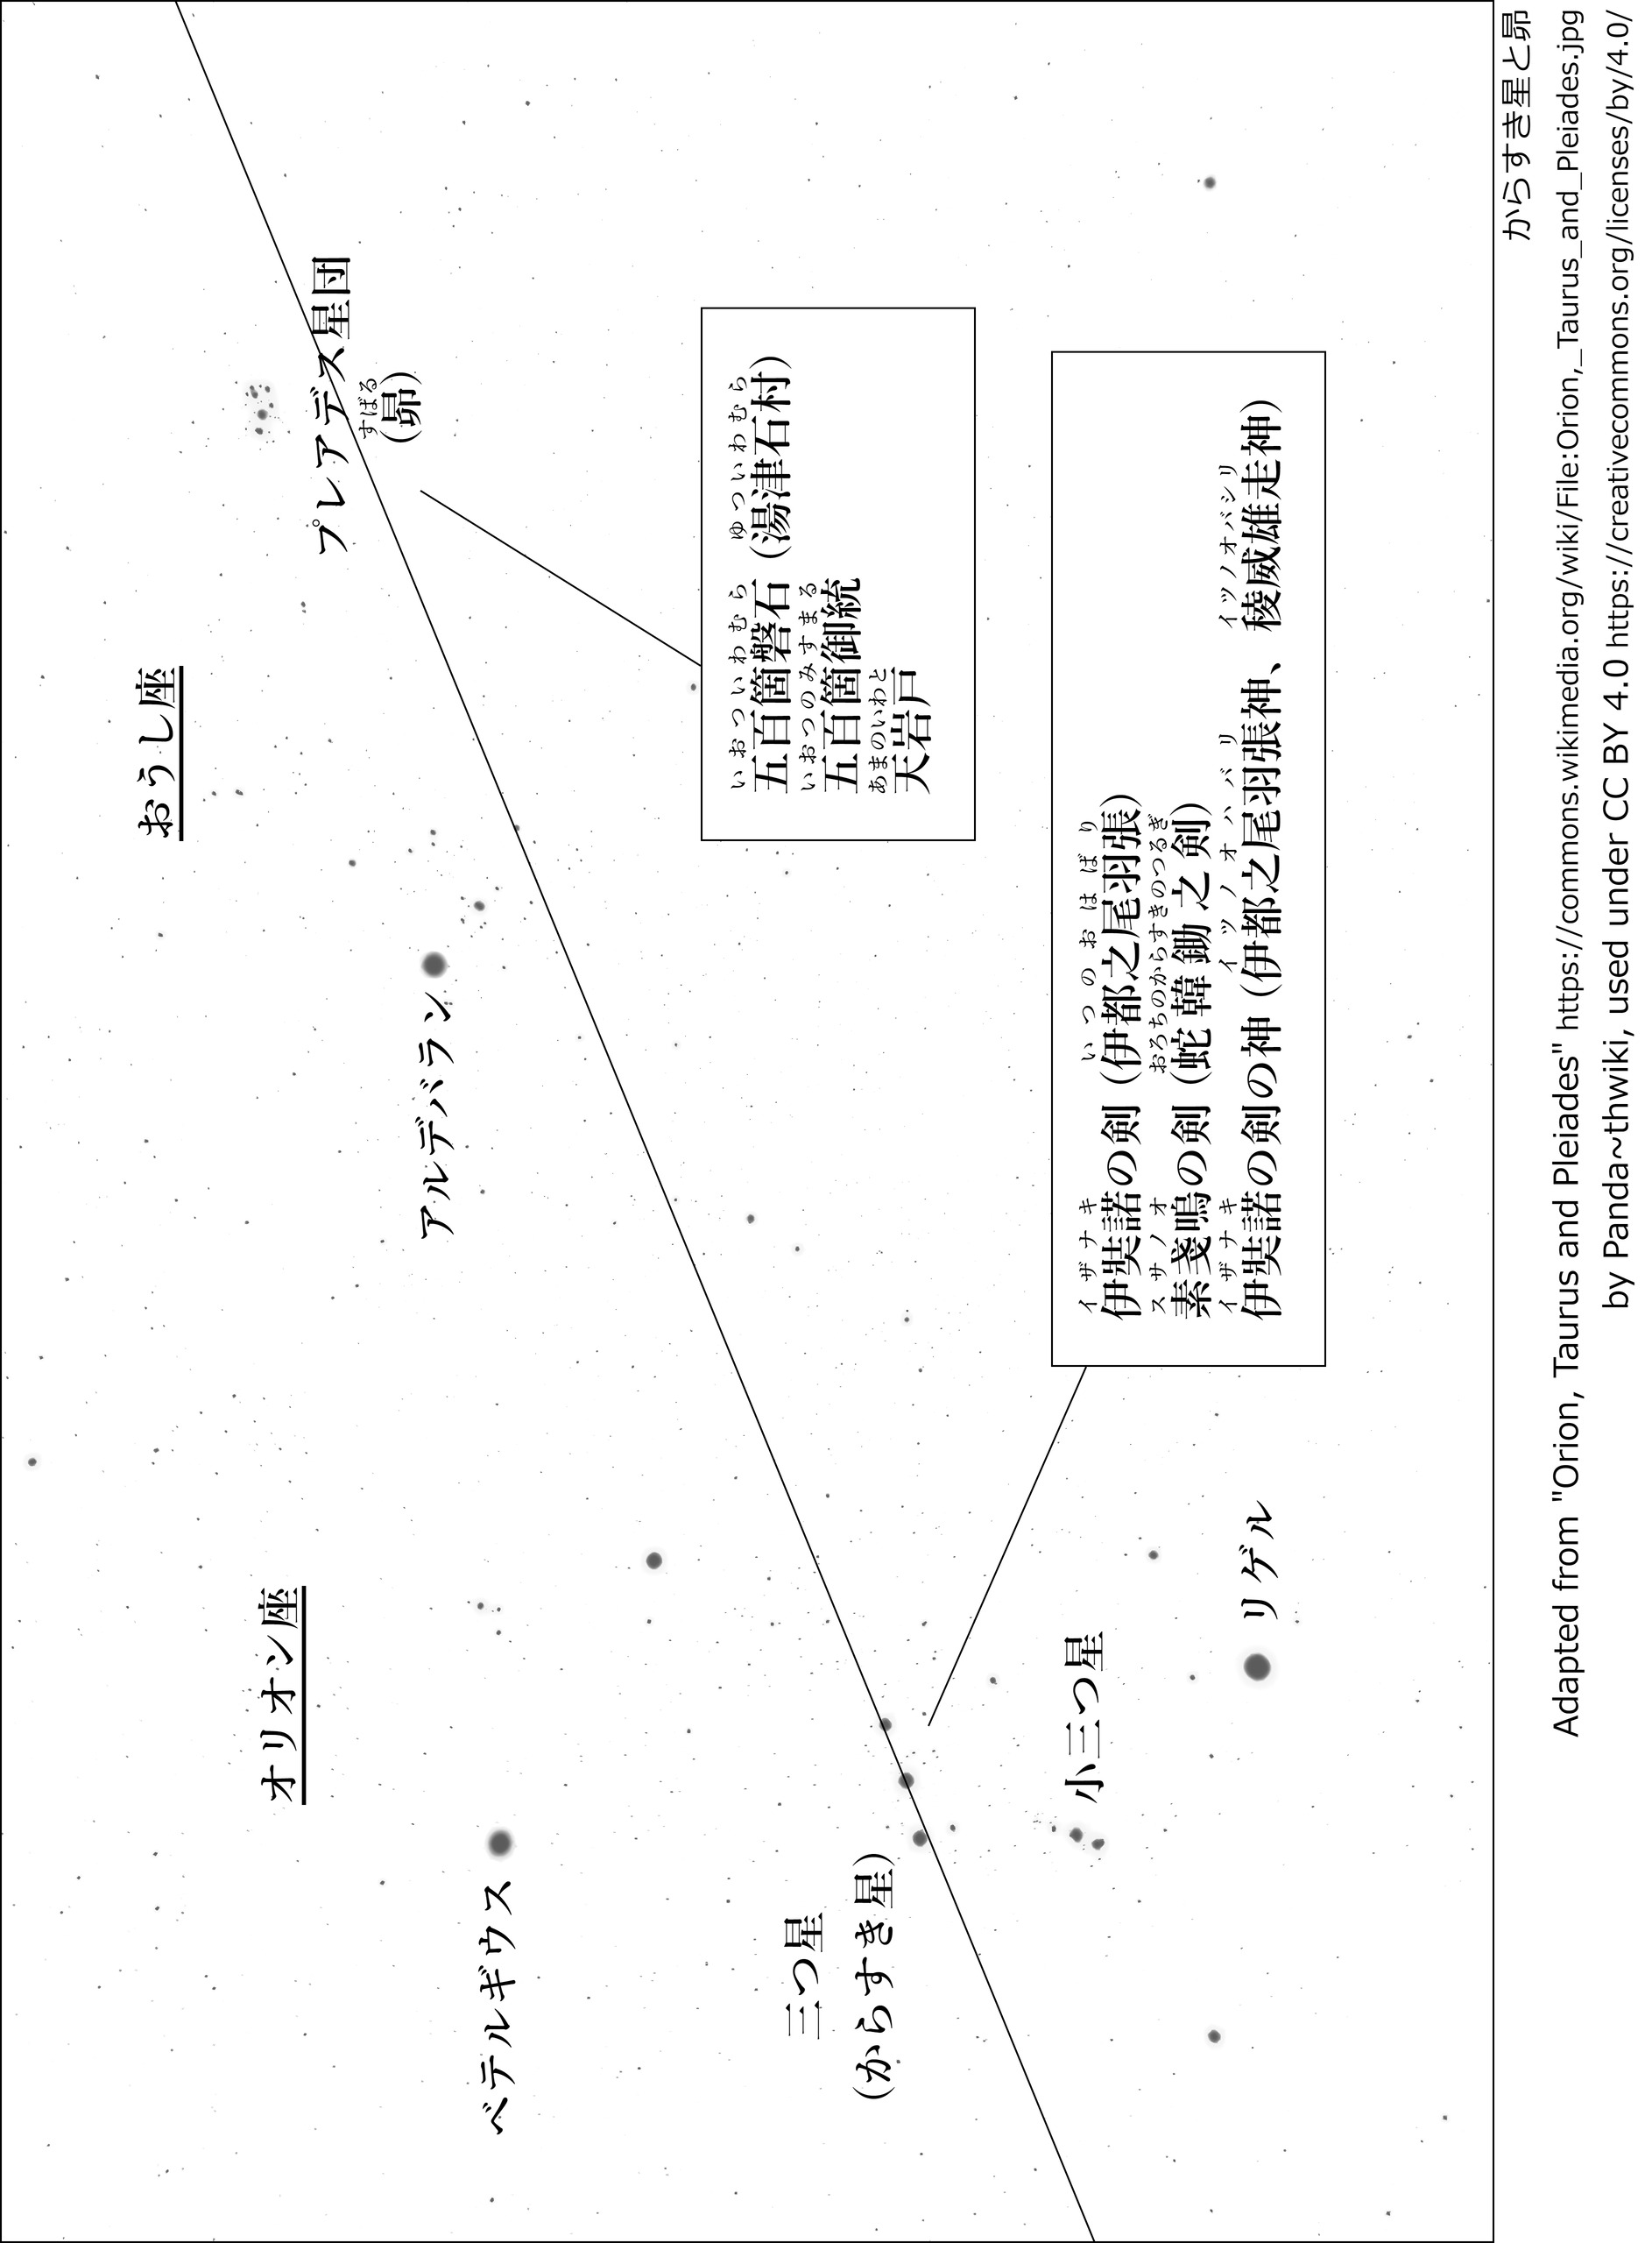 おうし座
プレアデス星団
すばる
(昴)
アルデバラン
オリオン座
ベテルギウス
三つ星
(からすき星)
小三つ星
リゲル
いおついわむら ゆついわむら
五百箇磐石 (湯津石村)
いおつのみすまる
五百箇御統
あまのいわと
天岩戸
イザナキ いつのおはばり
伊奘諾の剣 (伊都之尾羽張)
スサノオ おろちのからすきのつるぎ
素戔嗚の剣 (蛇韓鋤之剣)
イザナキ イツノオハバリ イツノオバシリ
伊奘諾の剣の神 (伊都之尾羽張神、稜威雄走神)
からすき星と昴
Adapted from "Orion, Taurus and Pleiades" https://commons.wikimedia.org/wiki/File:Orion,_Taurus_and_Pleiades.jpg
by Panda~thwiki, used under CC BY 4.0 https://creativecommons.org/licenses/by/4.0/